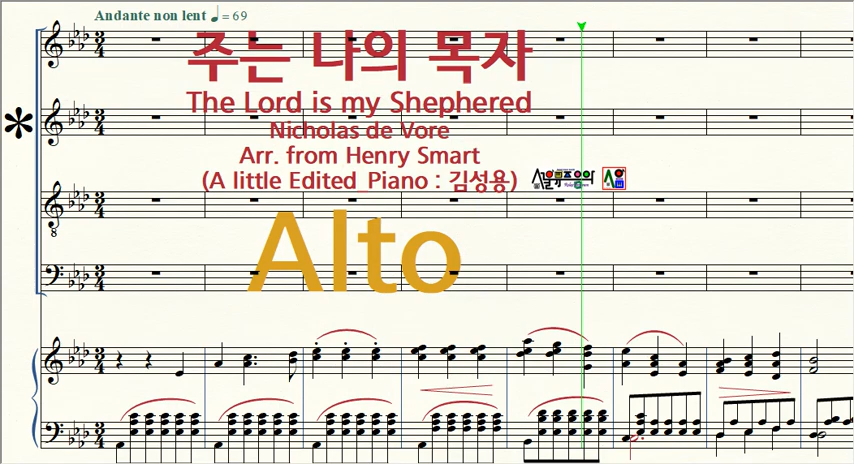 Andante non lent ♩ = 69
주는 나의 목자
The Lord is my Shephered
Nicholas de Vore
Arr. from Henry Smart
(A little Edited Piano : 김성용)
Alto